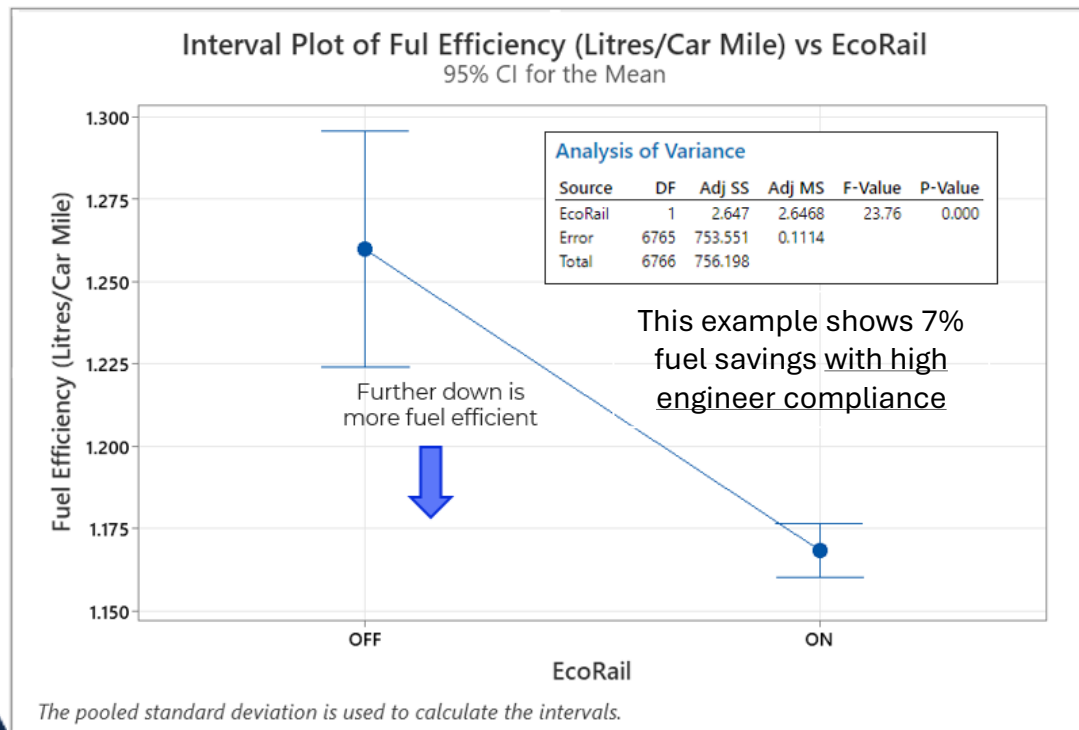 Interval Plot of Ful Efficiency (Litres/Car Mile) vs EcoRail
95% CI for the Mean
Fuel Efficiency (Litres/Car Mile)
1.300
1.275
1.250
1.225
1.200
1.175
1.150
Analysis of Variance
Source DF Adj SS Adj MS F-Value P-Value
EcoRail 1 2.647 2.6468 23.76 0.000
Error 6765 753.551 0.1114
Total 6766 756.198
This example shows 7%
fuel savings with high
engineer compliance
Further down is
more fuel efficient
OFF ON
EcoRail
The pooled standard deviation is used to calculate the intervals.